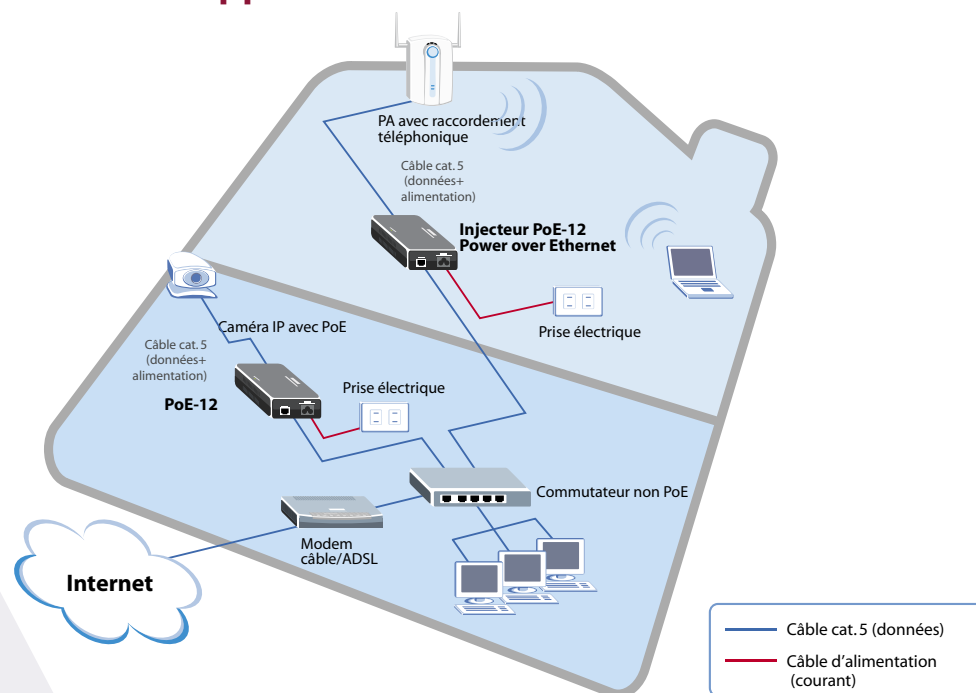 PA avec raccordement
téléphonique
Câble cat. 5
(données+
alimentation)
Injecteur PoE-12
Power over Ethernet
Prise électrique
Caméra IP avec PoE
Câble cat. 5
(données+
alimentation)
PoE-12
Prise électrique
Commutateur non PoE
Modem
câble/ADSL
Internet
Câble cat. 5 (données)
Câble d’alimentation
(courant)